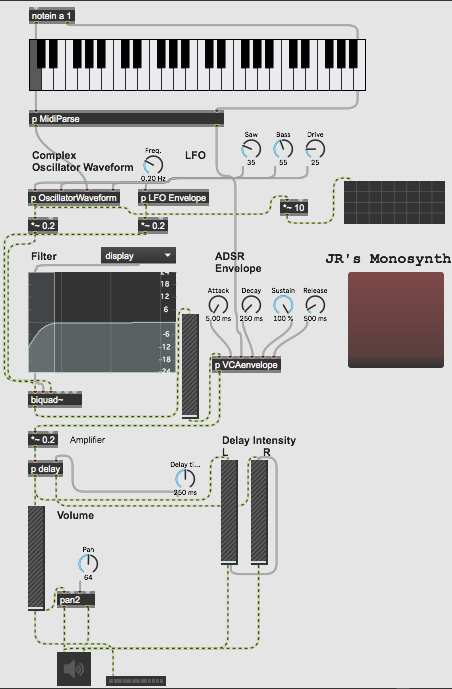 notein a 1
p MidiParse
Complex
Oscillator Waveform
Freq.
0.20 Hz
LFO
Saw
35
Bass
55
Drive
25
p OscillatorWaveform
p LFO Envelope
*~ 10
*~ 0.2
*~ 0.2
Filter
display
ADSR
Envelope
JR's Monosynth
24
18
12
6
-6
-12
-18
-24
Attack
5.00 ms
Decay
250 ms
Sustain
100 %
Release
500 ms
p VCAenvelope
biquad~
*~ 0.2
Amplifier
Delay Intensity
L
R
p delay
Delay ti...
250 ms
Volume
Pan
64
pan2